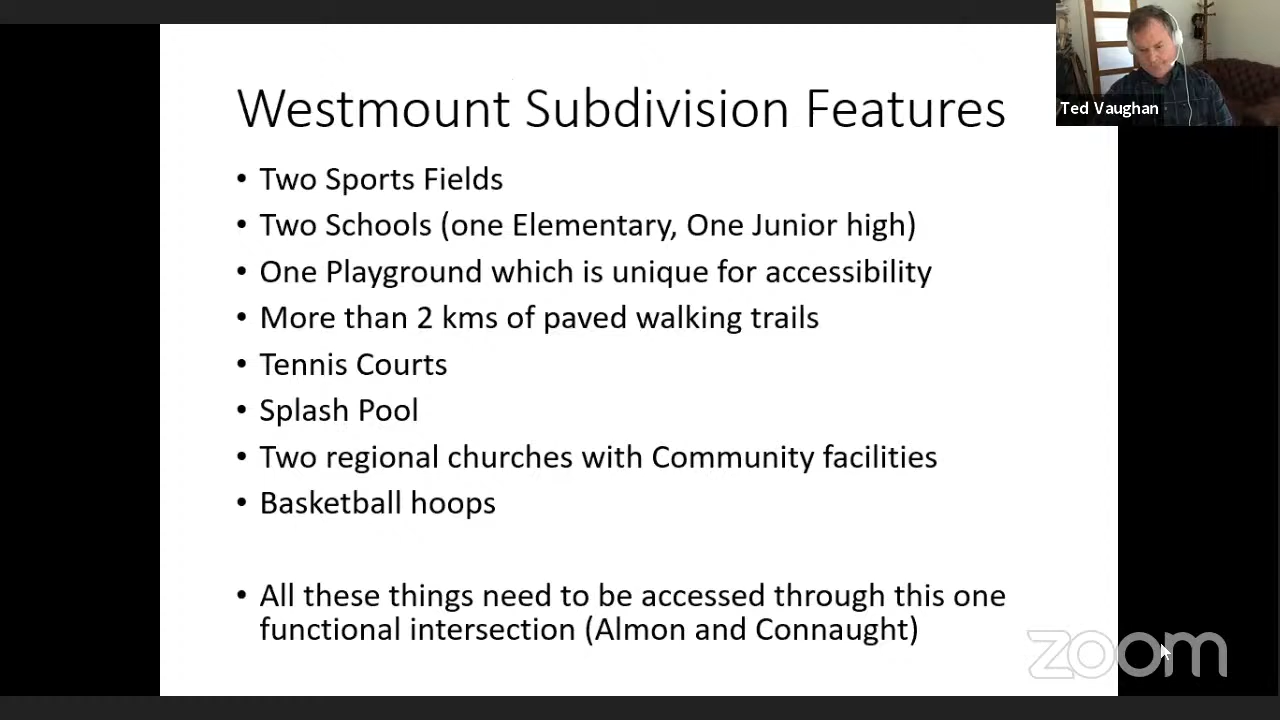 Westmount Subdivision Features
Ted Vaughan
• Two Sports Fields
• Two Schools (one Elementary, One Junior high)
• One Playground which is unique for accessibility
• More than 2 kms of paved walking trails
• Tennis Courts
• Splash Pool
• Two regional churches with Community facilities
• Basketball hoops
• All these things need to be accessed through this one
functional intersection (Almon and Connaught)
zoom